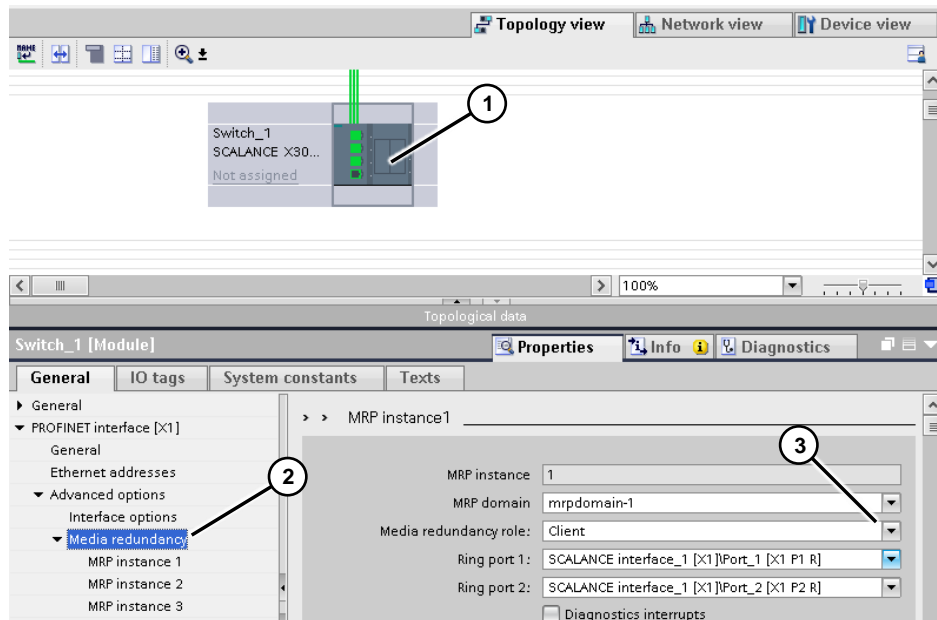 Topology view Network view Device view
NAME
1
Switch_1
SCALANCE X30...
Not assigned
100%
Topological data
Switch_1 [Module] Properties Info Diagnostics
General IO tags System constants Texts
General
PROFINET interface [X1]
General
Ethernet addresses
Advanced options
Interface options
Media redundancy
MRP instance 1
MRP instance 2
MRP instance 3
2
> > MRP instance1
3
MRP instance 1
MRP domain mrpdomain-1
Media redundancy role: Client
Ring port 1: SCALANCE interface_1 [X1]\Port_1 [X1 P1 R]
Ring port 2: SCALANCE interface_1 [X1]\Port_2 [X1 P2 R]
Diagnostics interrupts